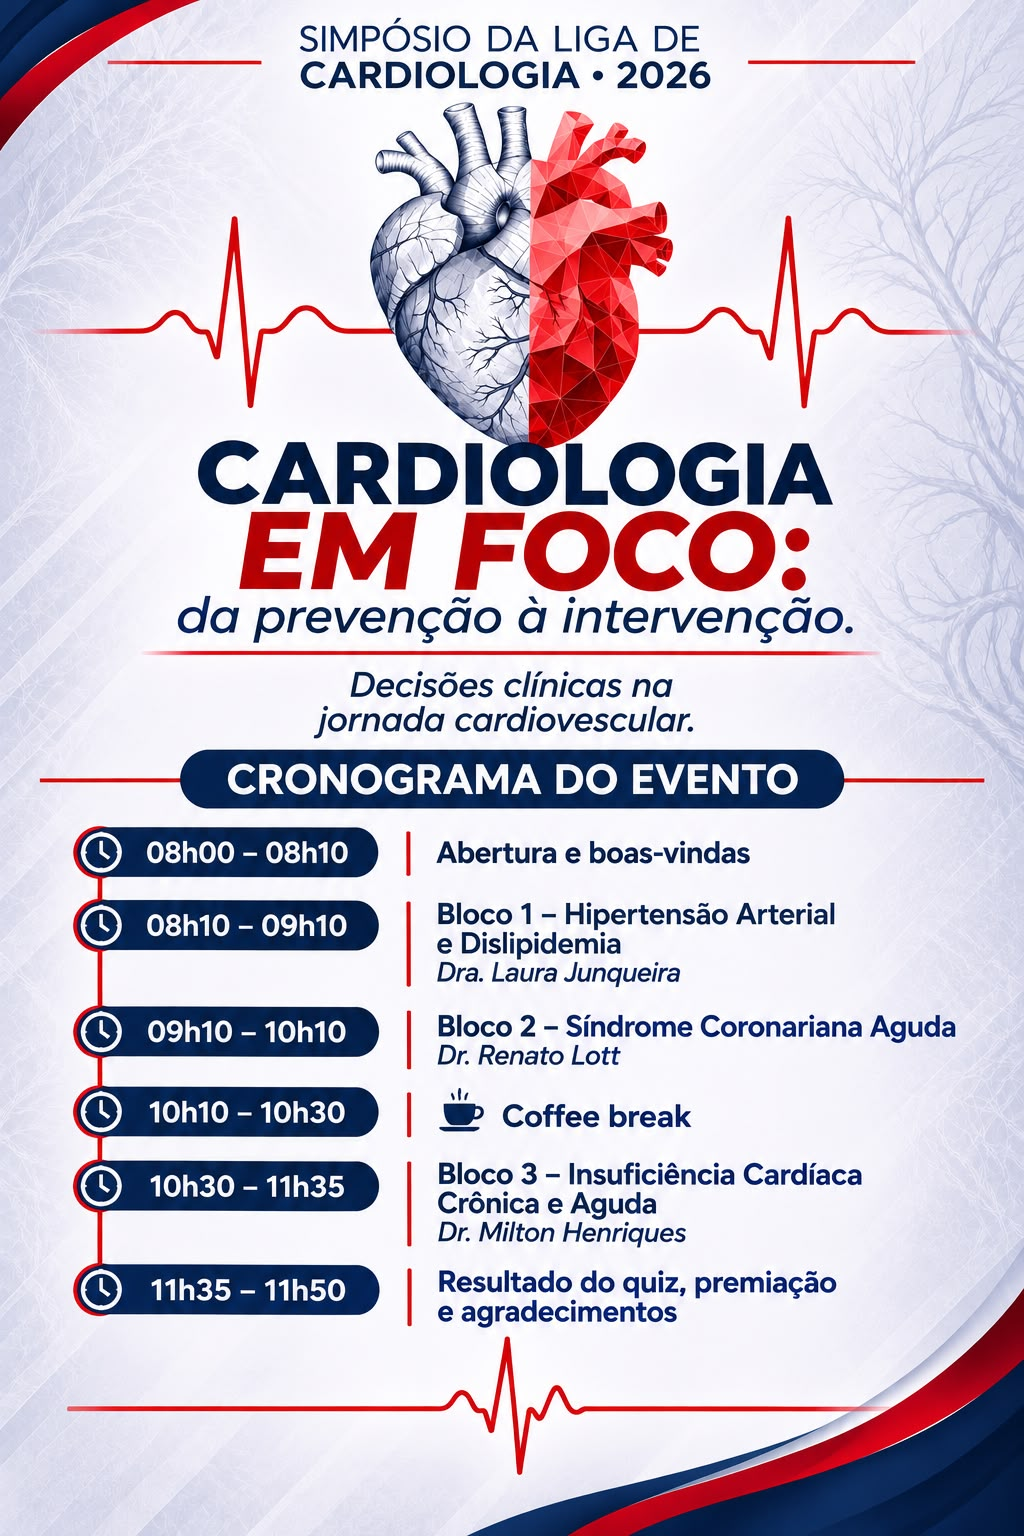 SIMPÓSIO DA LIGA DE
CARDIOLOGIA • 2026
CARDIOLOGIA
EM FOCO:
da prevenção à intervenção.
Decisões clínicas na
jornada cardiovescular.
CRONOGRAMA DO EVENTO
08h00 – 08h10
Abertura e boas-vindas
08h10 – 09h10
Bloco 1 – Hipertensão Arterial
e Dislipidemia
Dra. Laura Junqueira
09h10 – 10h10
Bloco 2 – Síndrome Coronariana Aguda
Dr. Renato Lott
10h10 – 10h30
Coffee break
10h30 – 11h35
Bloco 3 – Insuficiência Cardíaca
Crônica e Aguda
Dr. Milton Henriques
11h35 – 11h50
Resultado do quiz, premiação
e agradecimentos